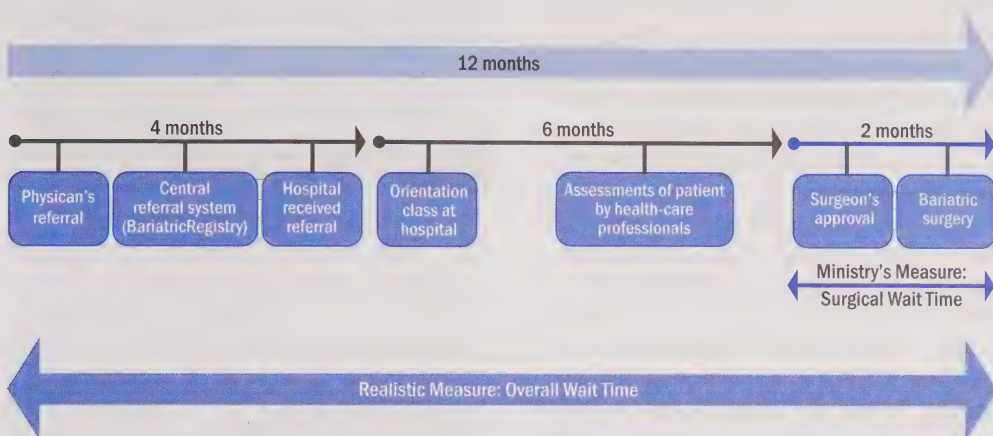 12 months
4 months
6 months
2 months
Physican's
referral
Central
referral system
(BariatricRegistry)
Hospital
received
referral
Orientation
class at
hospital
Assessments of patient
by health-care
professionals
Surgeon's
approval
Bariatric
surgery
Ministry's Measure:
Surgical Wait Time
Realistic Measure: Overall Wait Time